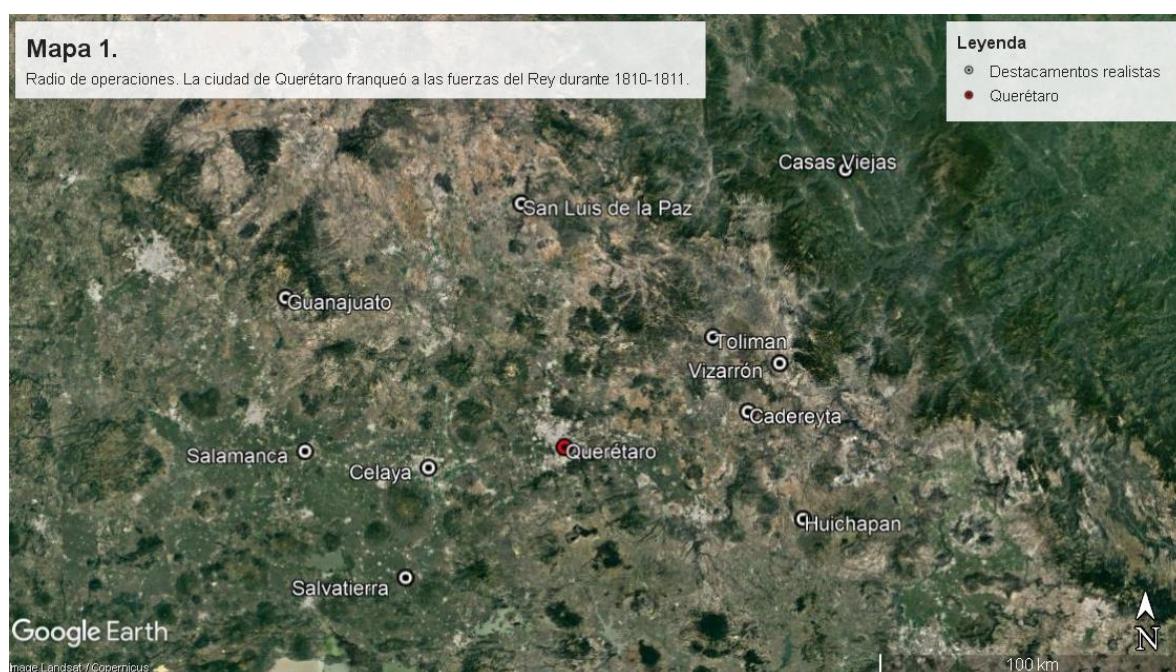 Mapa 1.
Radio de operaciones. La ciudad de Querétaro franqueó a las fuerzas del Rey durante 1810-1811.
Leyenda
Destacamentos realistas
Querétaro
Casas Viejas
San Luis de la Paz
Guanajuato
Toliman
Vizarrón
Cadereyta
Querétaro
Salamanca
Celaya
Huichapan
Salvatierra
Google Earth
Image Landsat / Copernicus
N
100 km